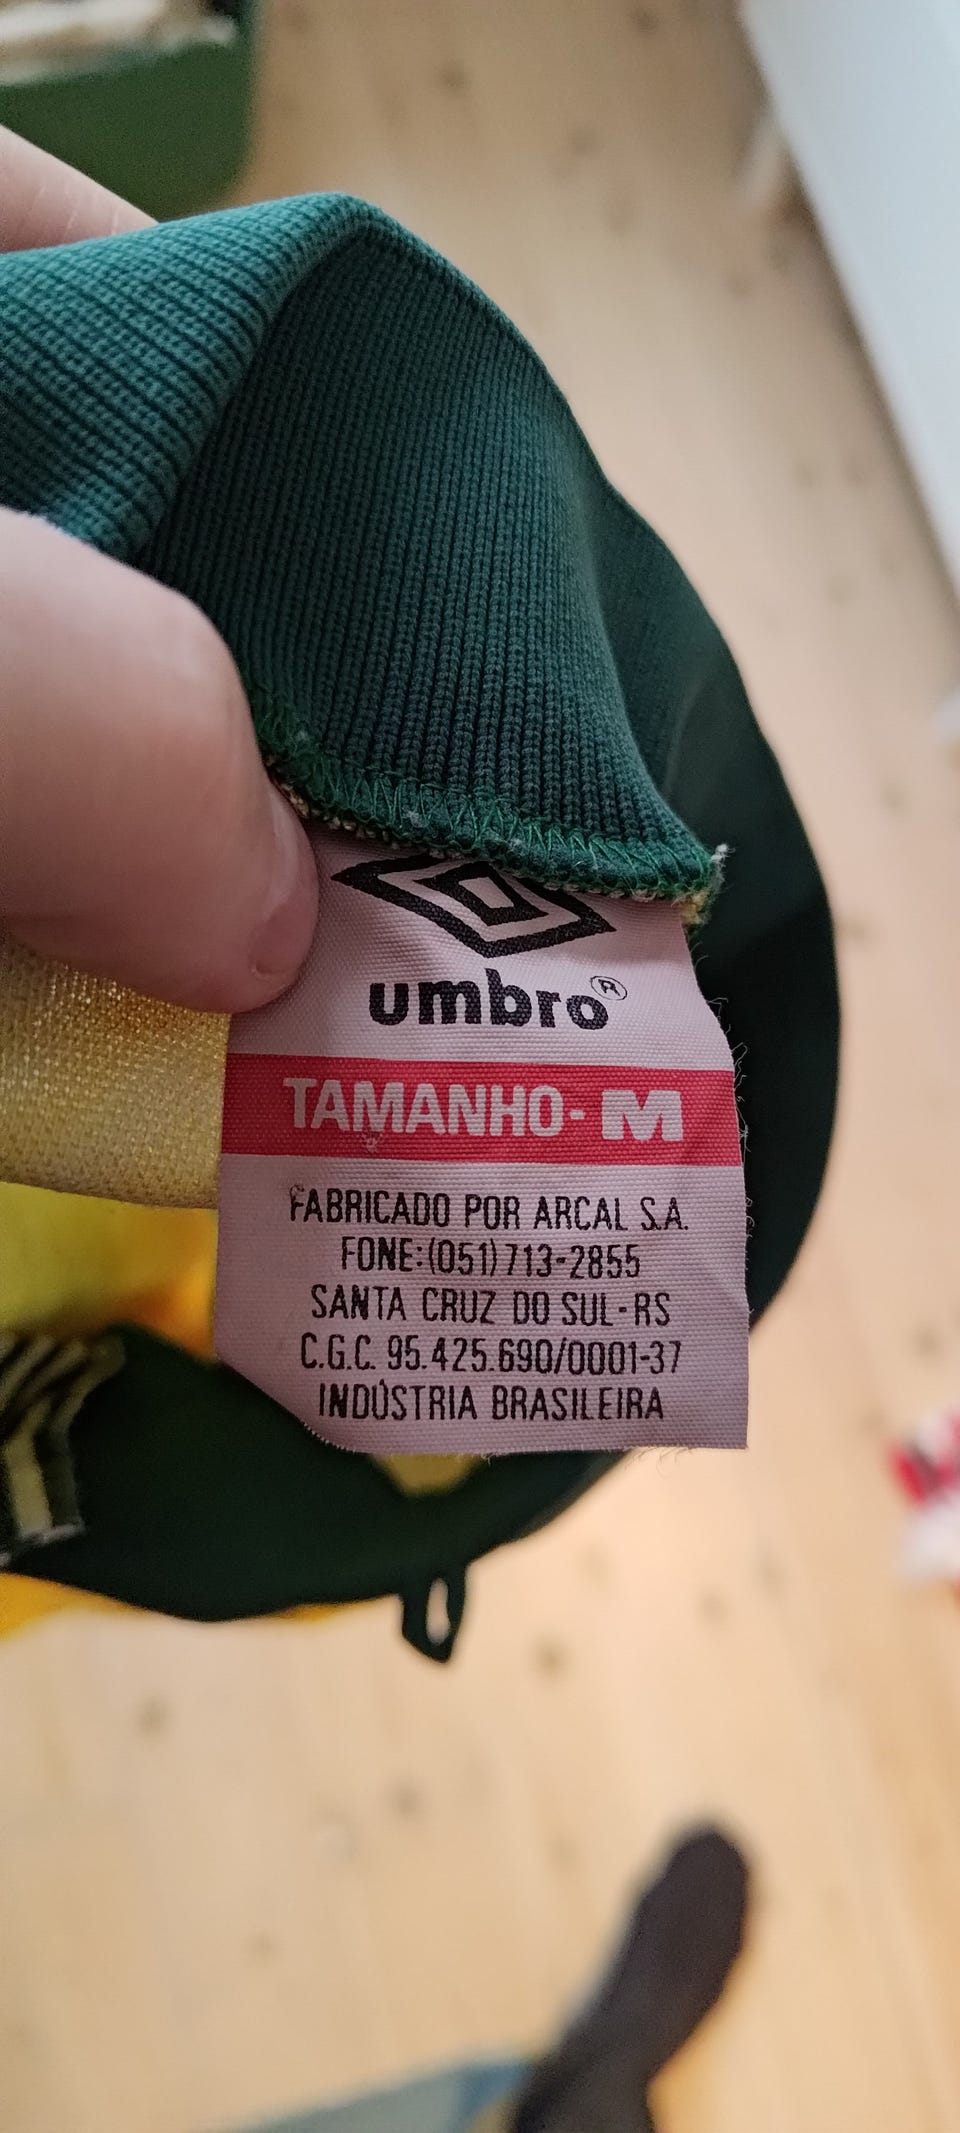 umbro®
TAMANHO- M
FABRICADO POR ARCAL S.A.
FONE:(051)713-2855
SANTA CRUZ DO SUL-RS
C.G.C. 95.425.690/0001-37
INDÚSTRIA BRASILEIRA